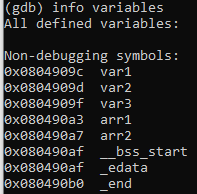 (gdb) info variables
All defined variables:
Non-debugging symbols:
0x0804909c var1
0x0804909d var2
0x0804909f var3
0x080490a3 arr1
0x080490a7 arr2
0x080490af __bss_start
0x080490af _edata
0x080490b0 _end